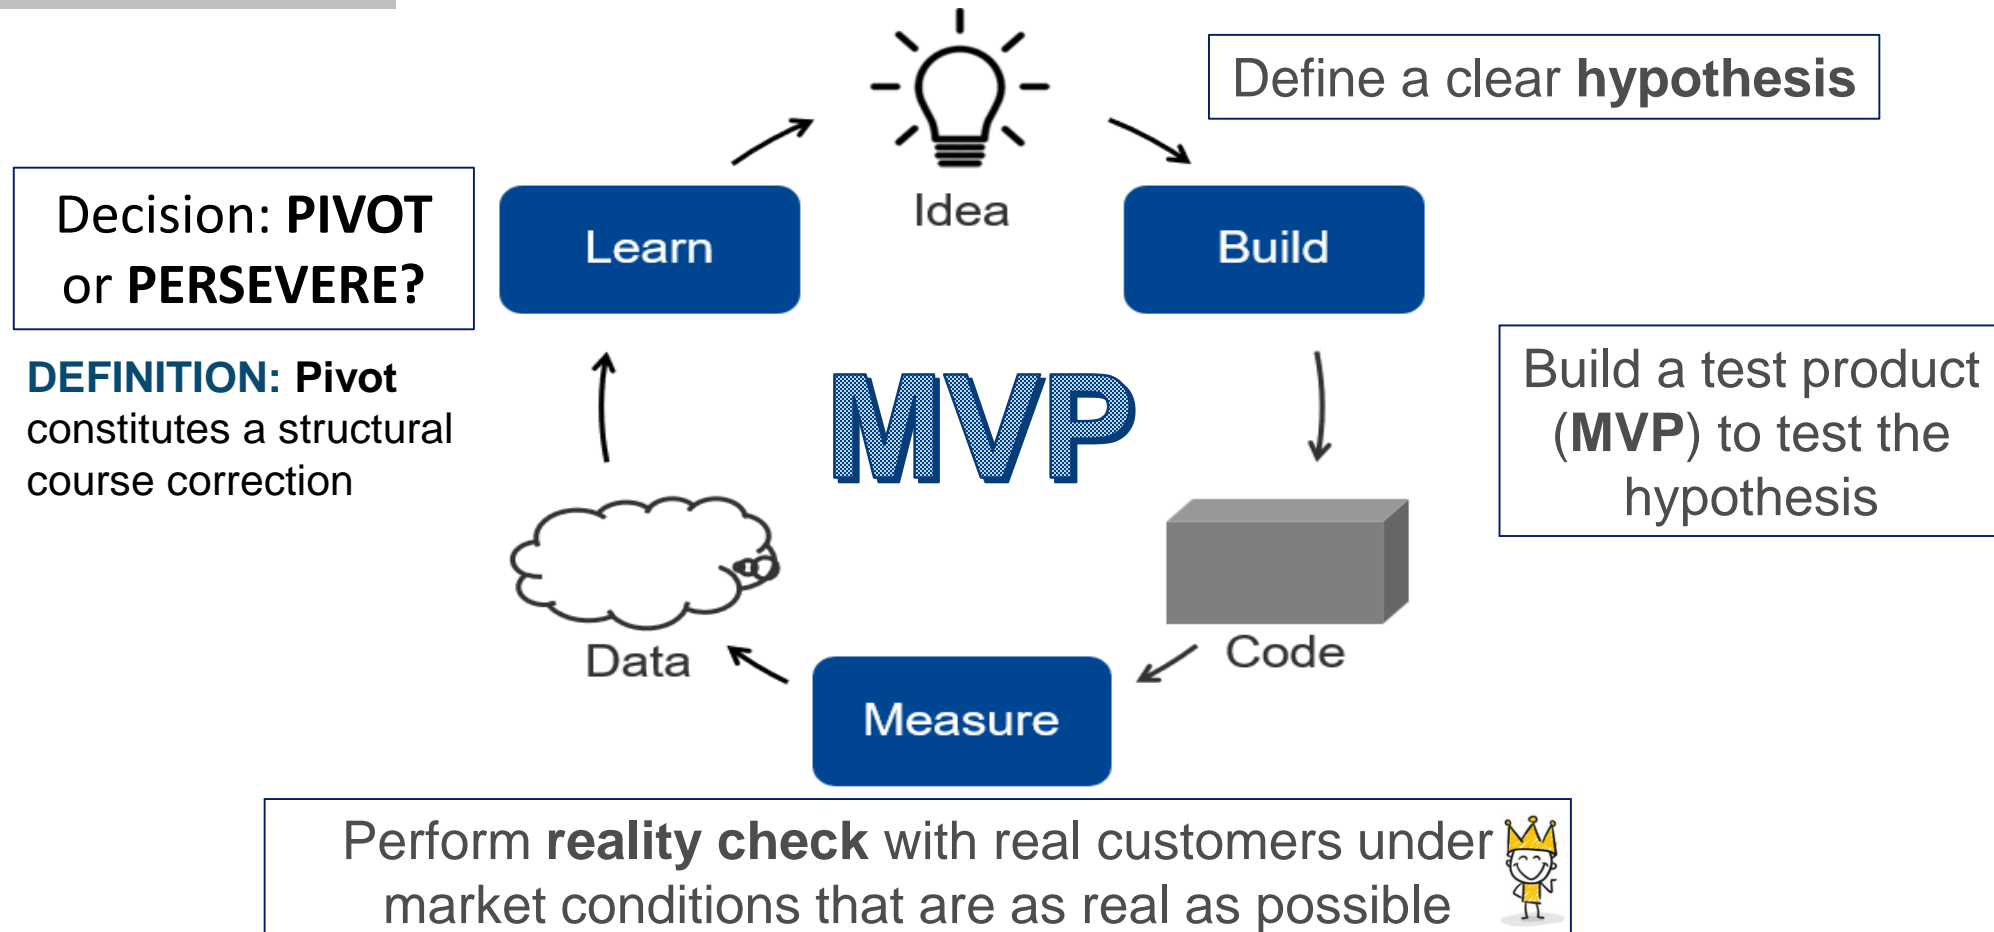 Define a clear hypothesis
Idea
Learn
Build
Decision: PIVOT
or PERSEVERE?
DEFINITION: Pivot
constitutes a structural
course correction
MVP
Build a test product
(MVP) to test the
hypothesis
Data
Code
Measure
Perform reality check with real customers under
market conditions that are as real as possible